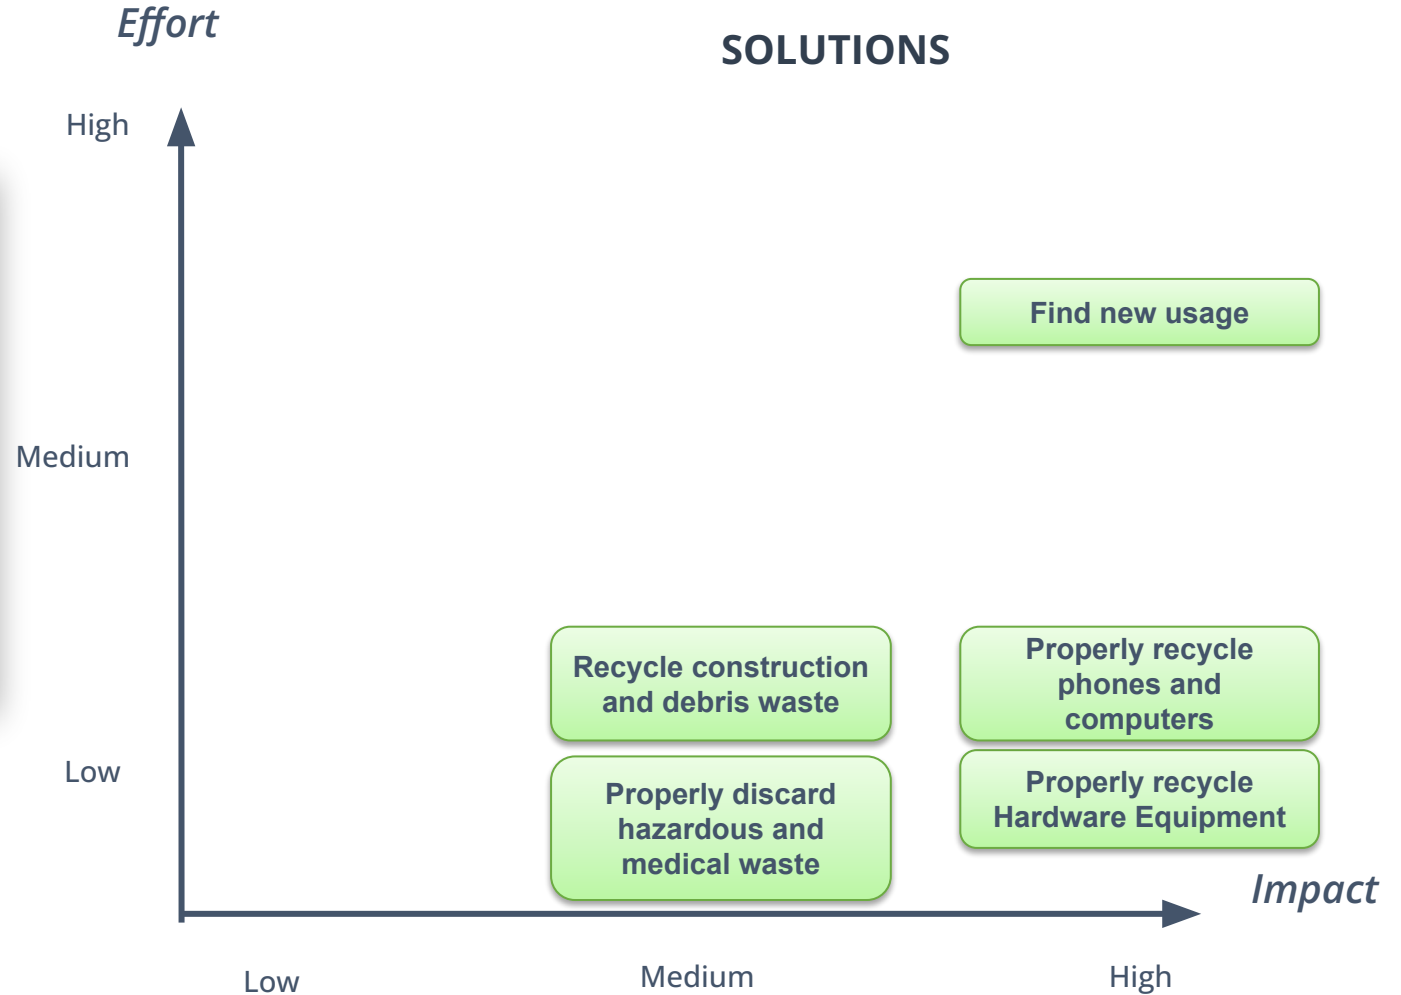 Effort
SOLUTIONS
High
Find new usage
Medium
Recycle construction
and debris waste
Properly recycle
phones and
computers
Low
Properly discard
hazardous and
medical waste
Properly recycle
Hardware Equipment
Impact
Low
Medium
High